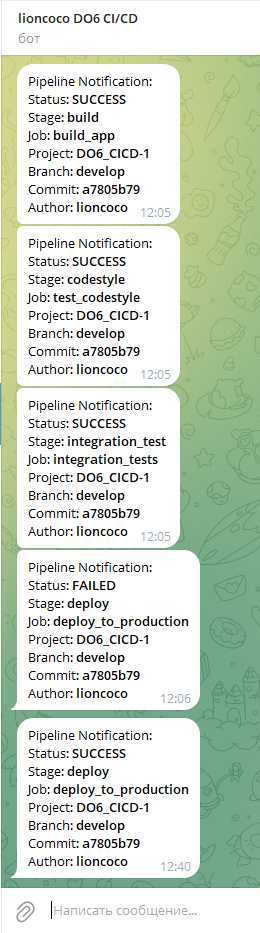 lioncoco DO6 CI/CD
бот
Pipeline Notification:
Status: SUCCESS
Stage: build
Job: build_app
Project: DO6_CICD-1
Branch: develop
Commit: a7805b79
Author: lioncoco
12:05
Pipeline Notification:
Status: SUCCESS
Stage: codestyle
Job: test_codestyle
Project: DO6_CICD-1
Branch: develop
Commit: a7805b79
Author: lioncoco
12:05
Pipeline Notification:
Status: SUCCESS
Stage: integration_test
Job: integration_tests
Project: DO6_CICD-1
Branch: develop
Commit: a7805b79
Author: lioncoco
12:05
Pipeline Notification:
Status: FAILED
Stage: deploy
Job: deploy_to_production
Project: DO6_CICD-1
Branch: develop
Commit: a7805b79
Author: lioncoco
12:06
Pipeline Notification:
Status: SUCCESS
Stage: deploy
Job: deploy_to_production
Project: DO6_CICD-1
Branch: develop
Commit: a7805b79
Author: lioncoco
12:40
Написать сообщение...